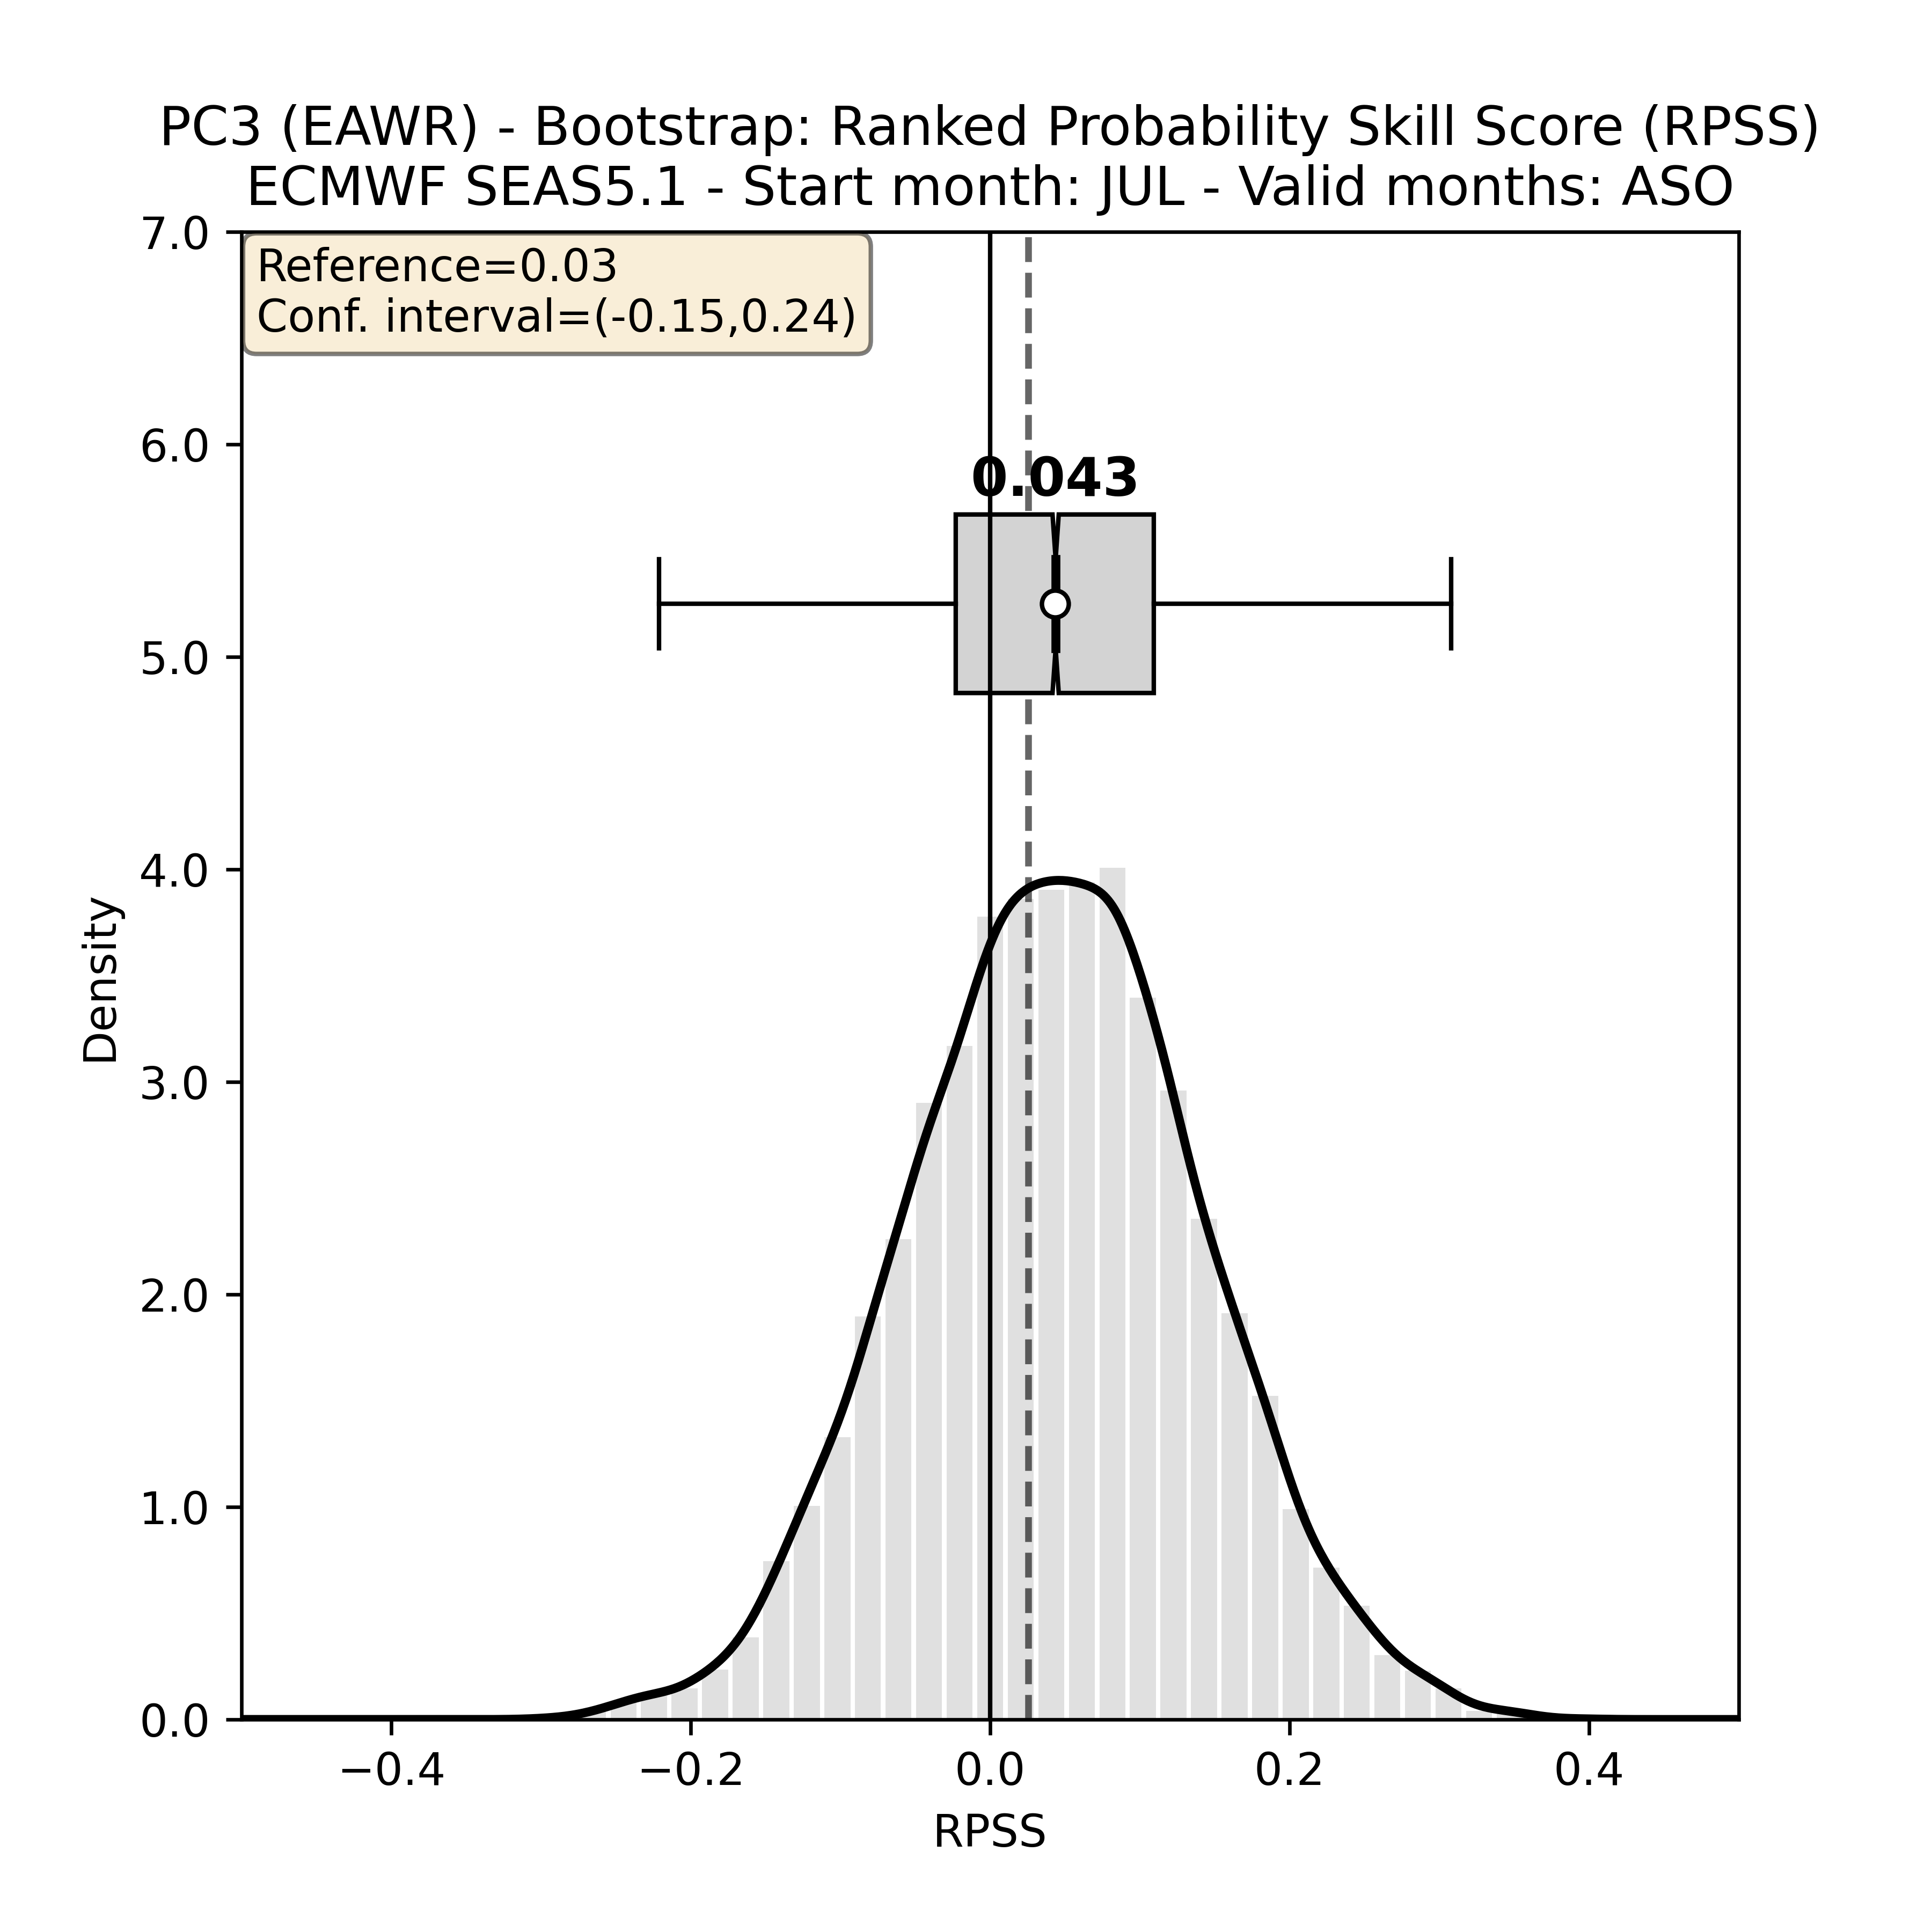 PC3 (EAWR) - Bootstrap: Ranked Probability Skill Score (RPSS)
ECMWF SEAS5.1 - Start month: JUL - Valid months: ASO
7.0
Reference=0.03
Conf. interval=(-0.15,0.24)
6.0
0.043
5.0
4.0
Density
3.0
2.0
1.0
0.0
−0.4 −0.2 0.0 0.2 0.4
RPSS